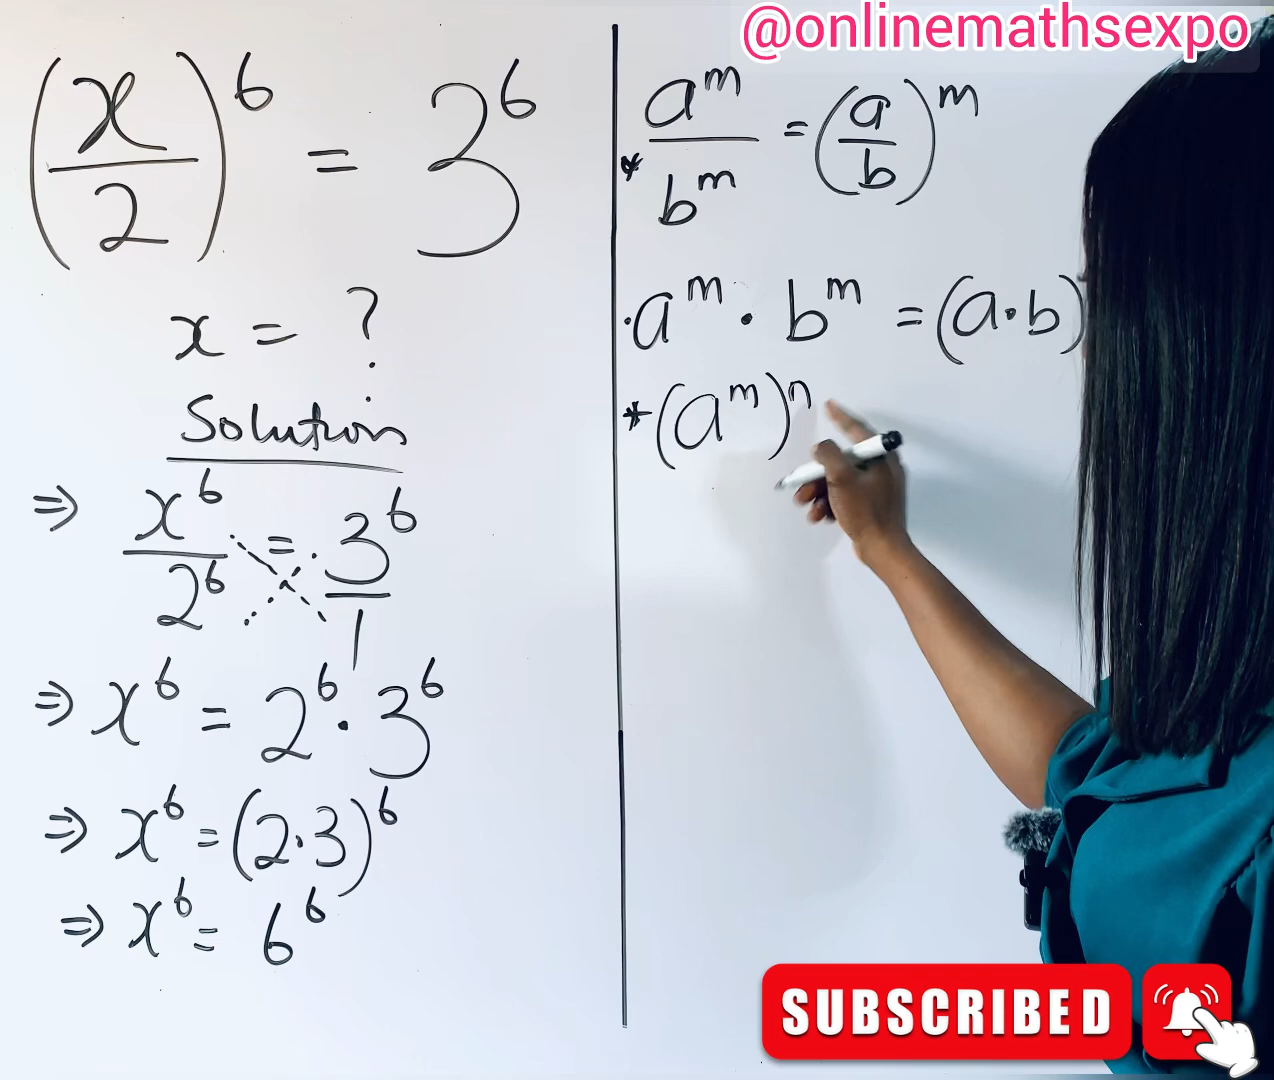 @onlinemathsexpo
(x/2)^6 = 3^6
x = ?
Solution
⇒ x^6/2^6 = 3^6/1
⇒ x^6 = 2^6 · 3^6
⇒ x^6 = (2·3)^6
⇒ x^6 = 6^6
* a^m/b^m = (a/b)^m
· a^m · b^m = (a·b)
* (a^m)^n
SUBSCRIBED